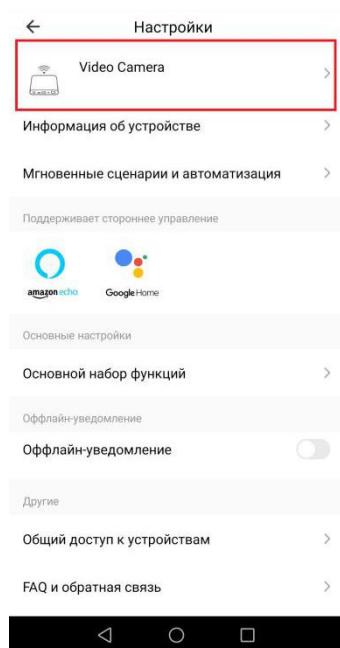 Настройки
Video Camera
Информация об устройстве
Мгновенные сценарии и автоматизация
Поддерживает стороннее управление
amazon echo Google Home
Основные настройки
Основной набор функций
Оффлайн-уведомление
Оффлайн-уведомление
Другие
Общий доступ к устройствам
FAQ и обратная связь